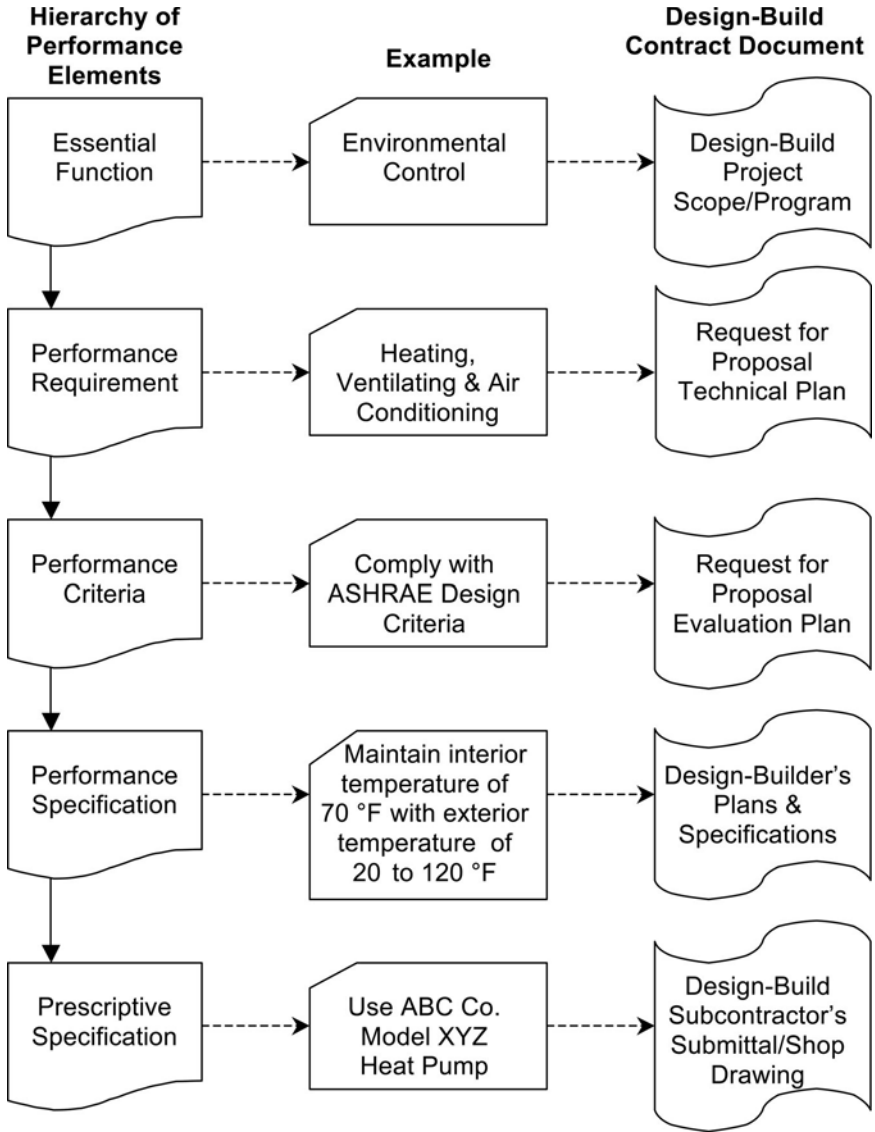 Hierarchy of
Performance
Elements
Example
Design-Build
Contract Document
Essential
Function
Environmental
Control
Design-Build
Project
Scope/Program
Performance
Requirement
Heating,
Ventilating & Air
Conditioning
Request for
Proposal
Technical Plan
Performance
Criteria
Comply with
ASHRAE Design
Criteria
Request for
Proposal
Evaluation Plan
Performance
Specification
Maintain interior
temperature of
70 °F with exterior
temperature of
20 to 120 °F
Design-Builder's
Plans &
Specifications
Prescriptive
Specification
Use ABC Co.
Model XYZ
Heat Pump
Design-Build
Subcontractor's
Submittal/Shop
Drawing